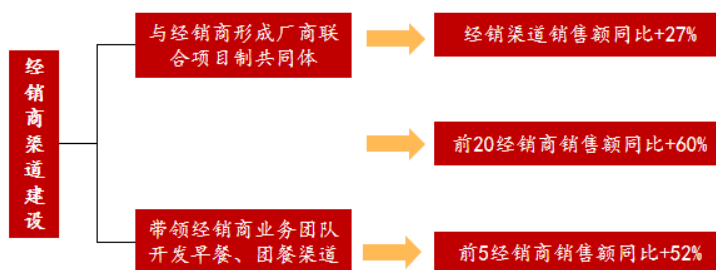 经销商渠道建设
与经销商形成厂商联
合项目制共同体
经销渠道销售额同比+27%
前20经销商销售额同比+60%
带领经销商业务团队
开发早餐、团餐渠道
前5经销商销售额同比+52%